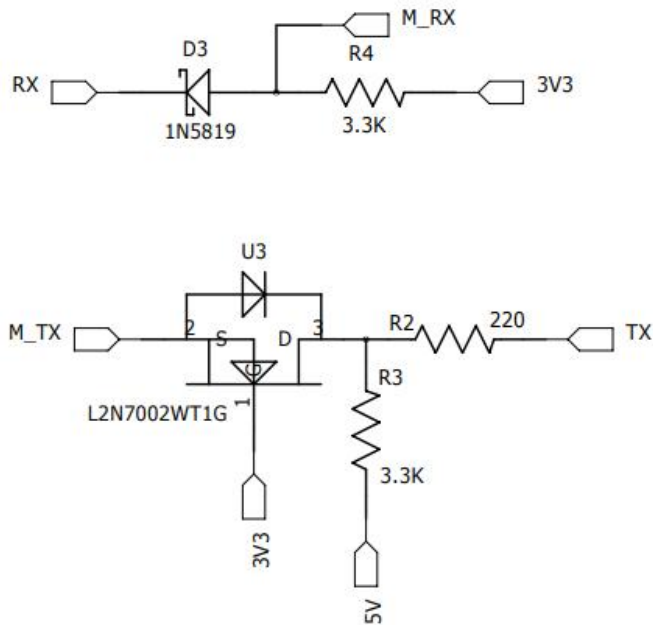 M_RX
D3
R4
RX
3V3
1N5819
3.3K
U3
M_TX
2
S
D
3
R2
220
TX
G
1
R3
L2N7002WT1G
3.3K
3V3
5V